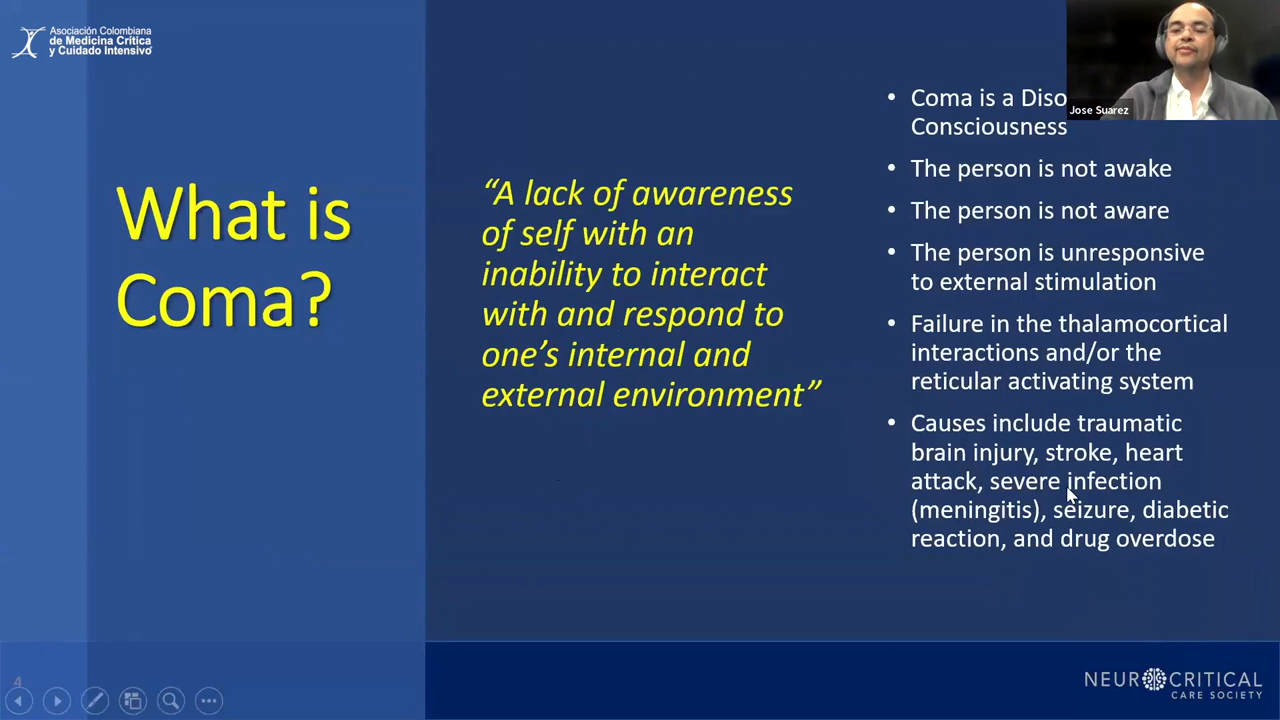 Asociación Colombiana
de Medicina Crítica
y Cuidado Intensivo
What is
Coma?
“A lack of awareness
of self with an
inability to interact
with and respond to
one’s internal and
external environment”
• Coma is a Diso
Consciousness
• The person is not awake
• The person is not aware
• The person is unresponsive
to external stimulation
• Failure in the thalamocortical
interactions and/or the
reticular activating system
• Causes include traumatic
brain injury, stroke, heart
attack, severe infection
(meningitis), seizure, diabetic
reaction, and drug overdose
Jose Suarez
4
NEUROCRITICAL
CARE SOCIETY